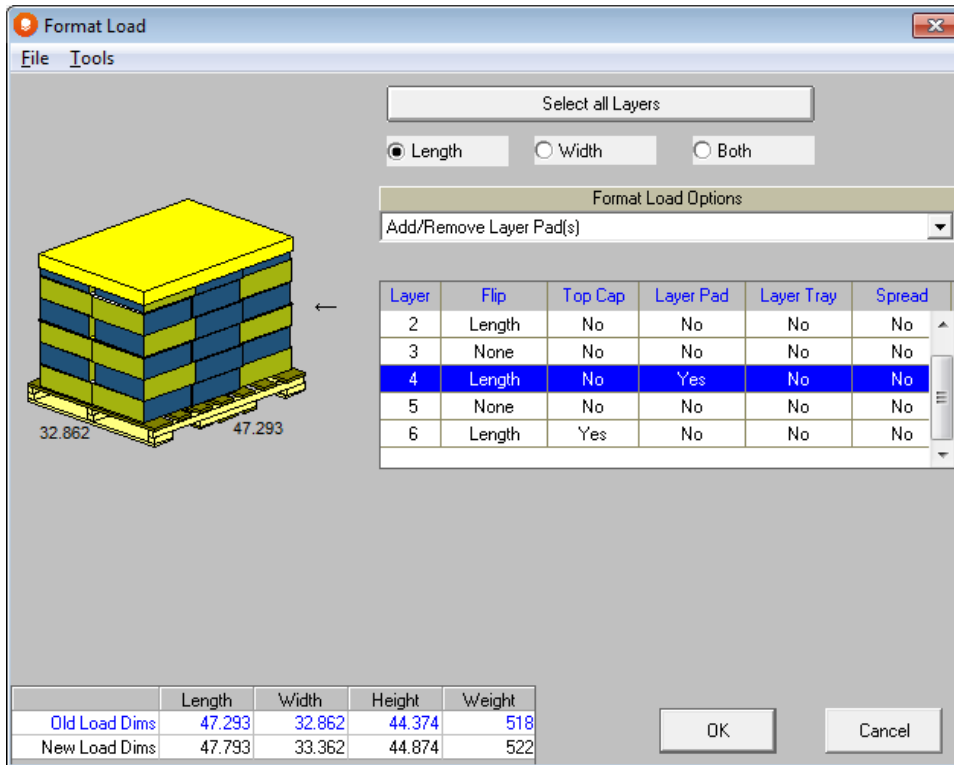 Format Load
File Tools
Select all Layers
Length Width Both
Format Load Options
Add/Remove Layer Pad(s)
Layer Flip Top Cap Layer Pad Layer Tray Spread
2 Length No No No No
3 None No No No No
4 Length No Yes No No
5 None No No No No
6 Length Yes No No No
32.862 47.293
Length Width Height Weight
Old Load Dims 47.293 32.862 44.374 518
New Load Dims 47.793 33.362 44.874 522
OK Cancel